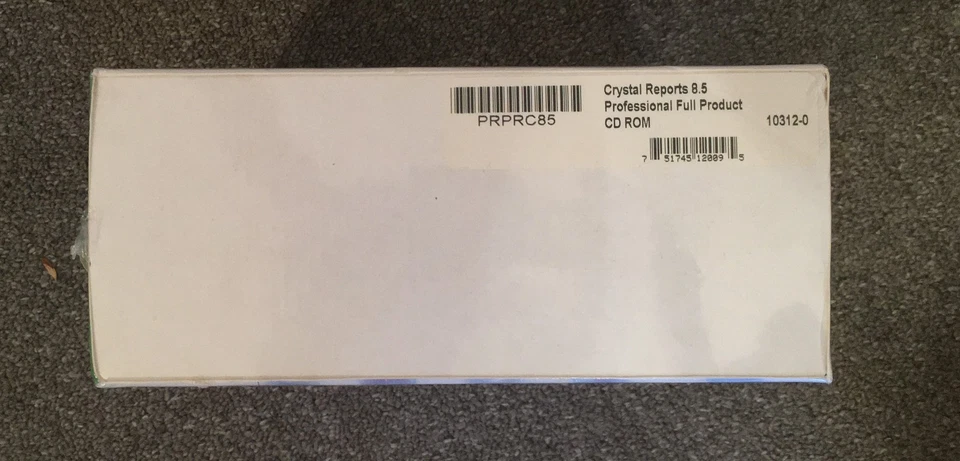 PRPRC85
Crystal Reports 8.5
Professional Full Product
CD ROM 10312-0
7 51745 12009 5